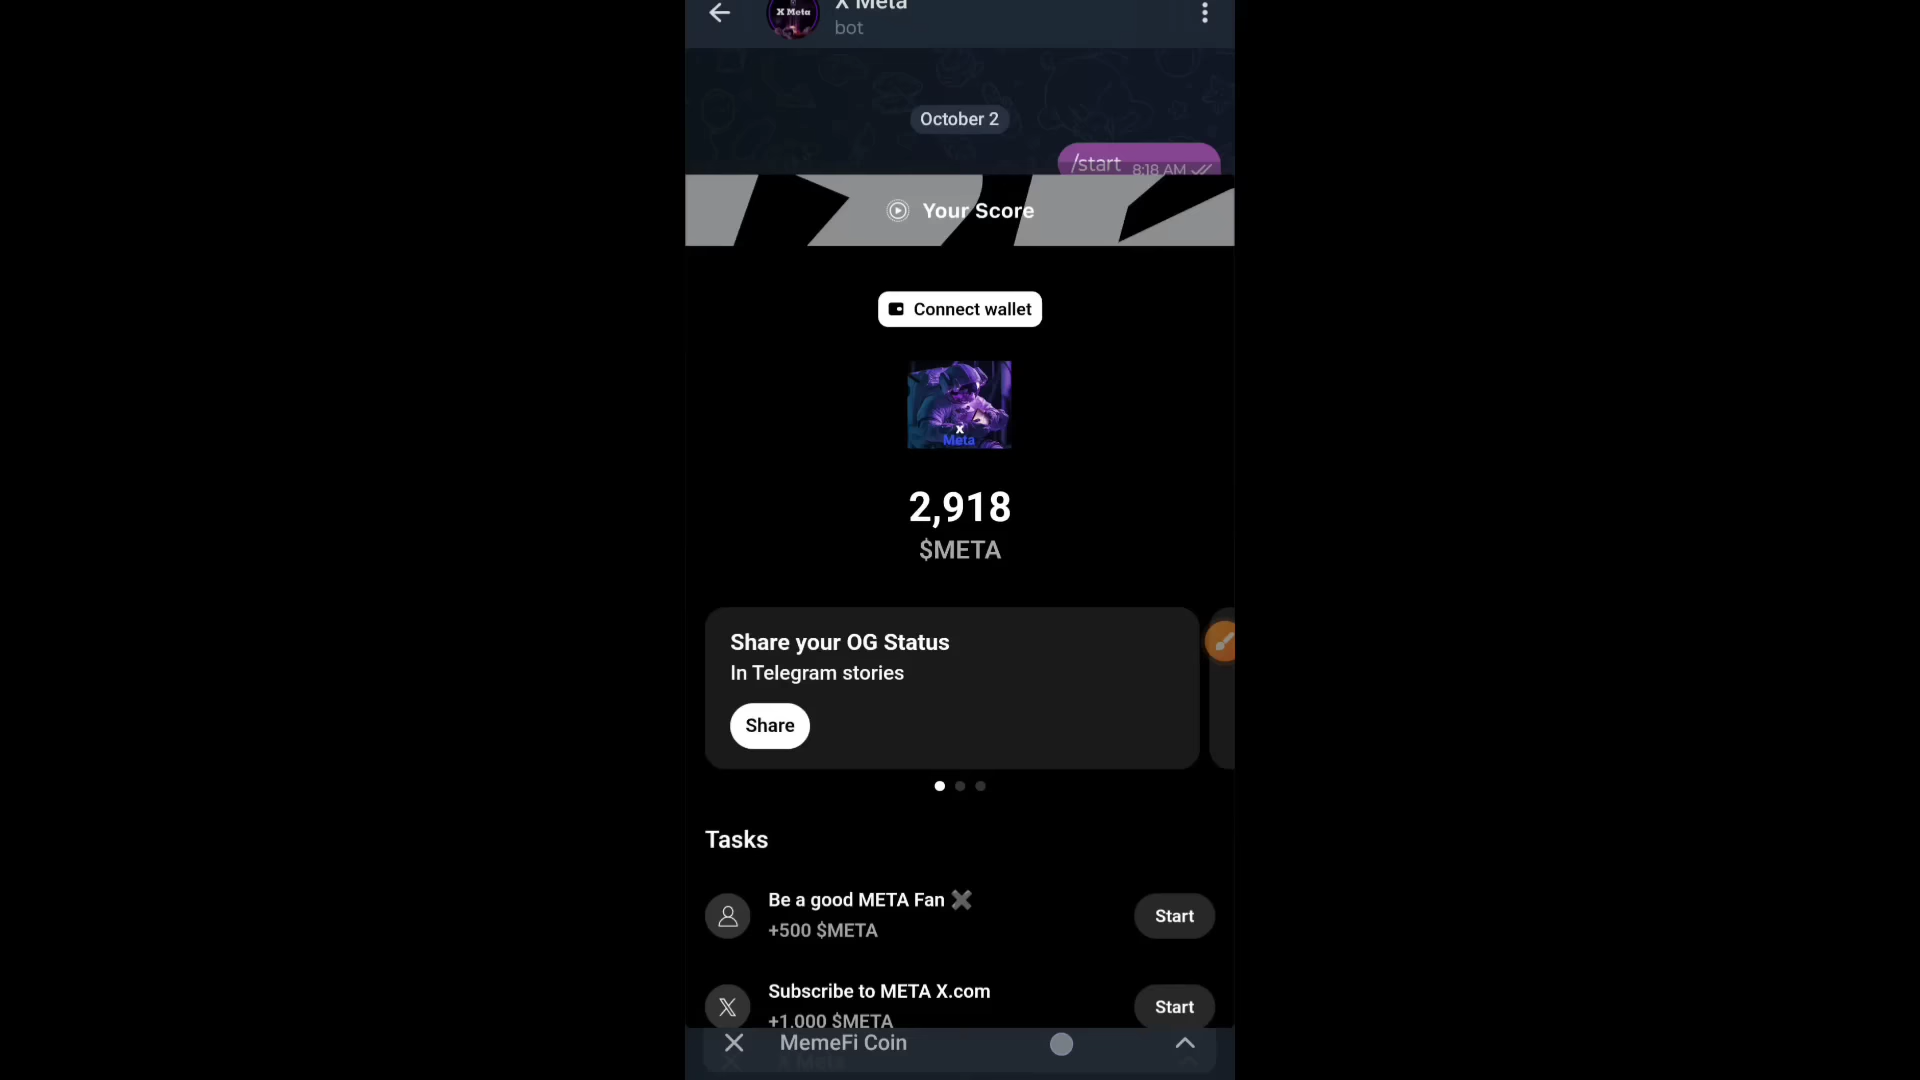 X Meta
bot
X Meta
October 2
/start 8:18 AM
Your Score
Connect wallet
X
Meta
2,918
$META
Share your OG Status
In Telegram stories
Share
Tasks
Be a good META Fan
+500 $META
Start
Subscribe to META X.com
+1,000 $META
Start
MemeFi Coin
X Meta